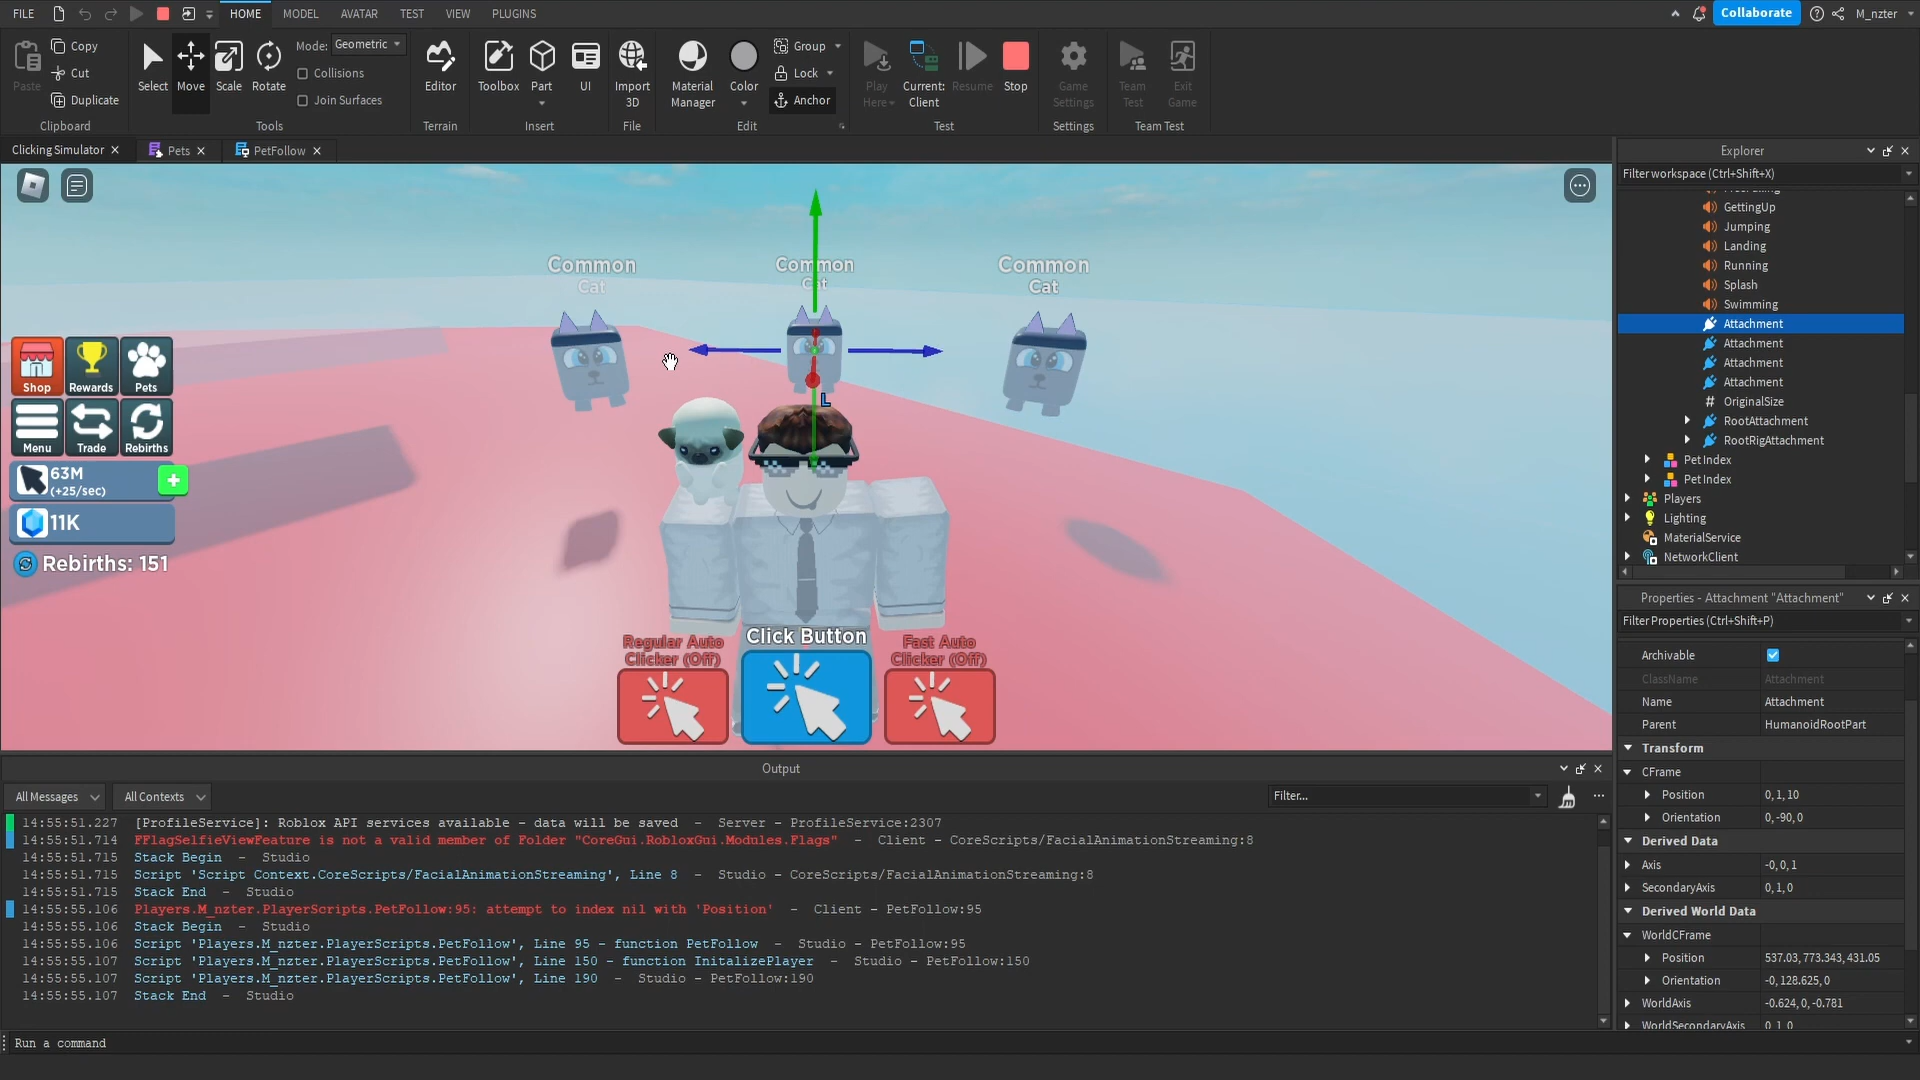 FILE HOME MODEL AVATAR TEST VIEW PLUGINS Collaborate M_nzter
Paste
Copy
Cut
Duplicate
Clipboard
Select Move Scale Rotate
Mode: Geometric
Collisions
Join Surfaces
Tools
Editor
Terrain
Toolbox Part UI
Insert
Import 3D
File
Material Manager
Color
Group
Lock
Anchor
Edit
Play Here
Current: Client
Resume Stop
Test
Game Settings
Settings
Team Test
Exit Game
Team Test
Clicking Simulator Pets PetFollow
Common
Cat
Common
Cat
Common
Cat
L
Shop Rewards Pets
Menu Trade Rebirths
63M
(+25/sec)
+
11K
Rebirths: 151
Regular Auto
Clicker (Off)
Click Button
Fast Auto
Clicker (Off)
Explorer
Filter workspace (Ctrl+Shift+X)
GettingUp
Jumping
Landing
Running
Splash
Swimming
Attachment
Attachment
Attachment
Attachment
OriginalSize
RootAttachment
RootRigAttachment
Pet Index
Pet Index
Players
Lighting
MaterialService
NetworkClient
Properties - Attachment "Attachment"
Filter Properties (Ctrl+Shift+P)
Archivable
ClassName Attachment
Name Attachment
Parent HumanoidRootPart
Transform
CFrame
Position 0, 1, 10
Orientation 0, -90, 0
Derived Data
Axis -0, 0, 1
SecondaryAxis 0, 1, 0
Derived World Data
WorldCFrame
Position 537.03, 773.343, 431.05
Orientation -0, 128.625, 0
WorldAxis -0.624, 0, -0.781
WorldSecondaryAxis 0, 1, 0
Output
All Messages All Contexts Filter...
14:55:51.227 [ProfileService]: Roblox API services available - data will be saved - Server - ProfileService:2307
14:55:51.714 FFlagSelfieViewFeature is not a valid member of Folder "CoreGui.RobloxGui.Modules.Flags" - Client - CoreScripts/FacialAnimationStreaming:8
14:55:51.715 Stack Begin - Studio
14:55:51.715 Script 'Script Context.CoreScripts/FacialAnimationStreaming', Line 8 - Studio - CoreScripts/FacialAnimationStreaming:8
14:55:51.715 Stack End - Studio
14:55:55.106 Players.M_nzter.PlayerScripts.PetFollow:95: attempt to index nil with 'Position' - Client - PetFollow:95
14:55:55.106 Stack Begin - Studio
14:55:55.106 Script 'Players.M_nzter.PlayerScripts.PetFollow', Line 95 - function PetFollow - Studio - PetFollow:95
14:55:55.107 Script 'Players.M_nzter.PlayerScripts.PetFollow', Line 150 - function InitalizePlayer - Studio - PetFollow:150
14:55:55.107 Script 'Players.M_nzter.PlayerScripts.PetFollow', Line 190 - Studio - PetFollow:190
14:55:55.107 Stack End - Studio
Run a command